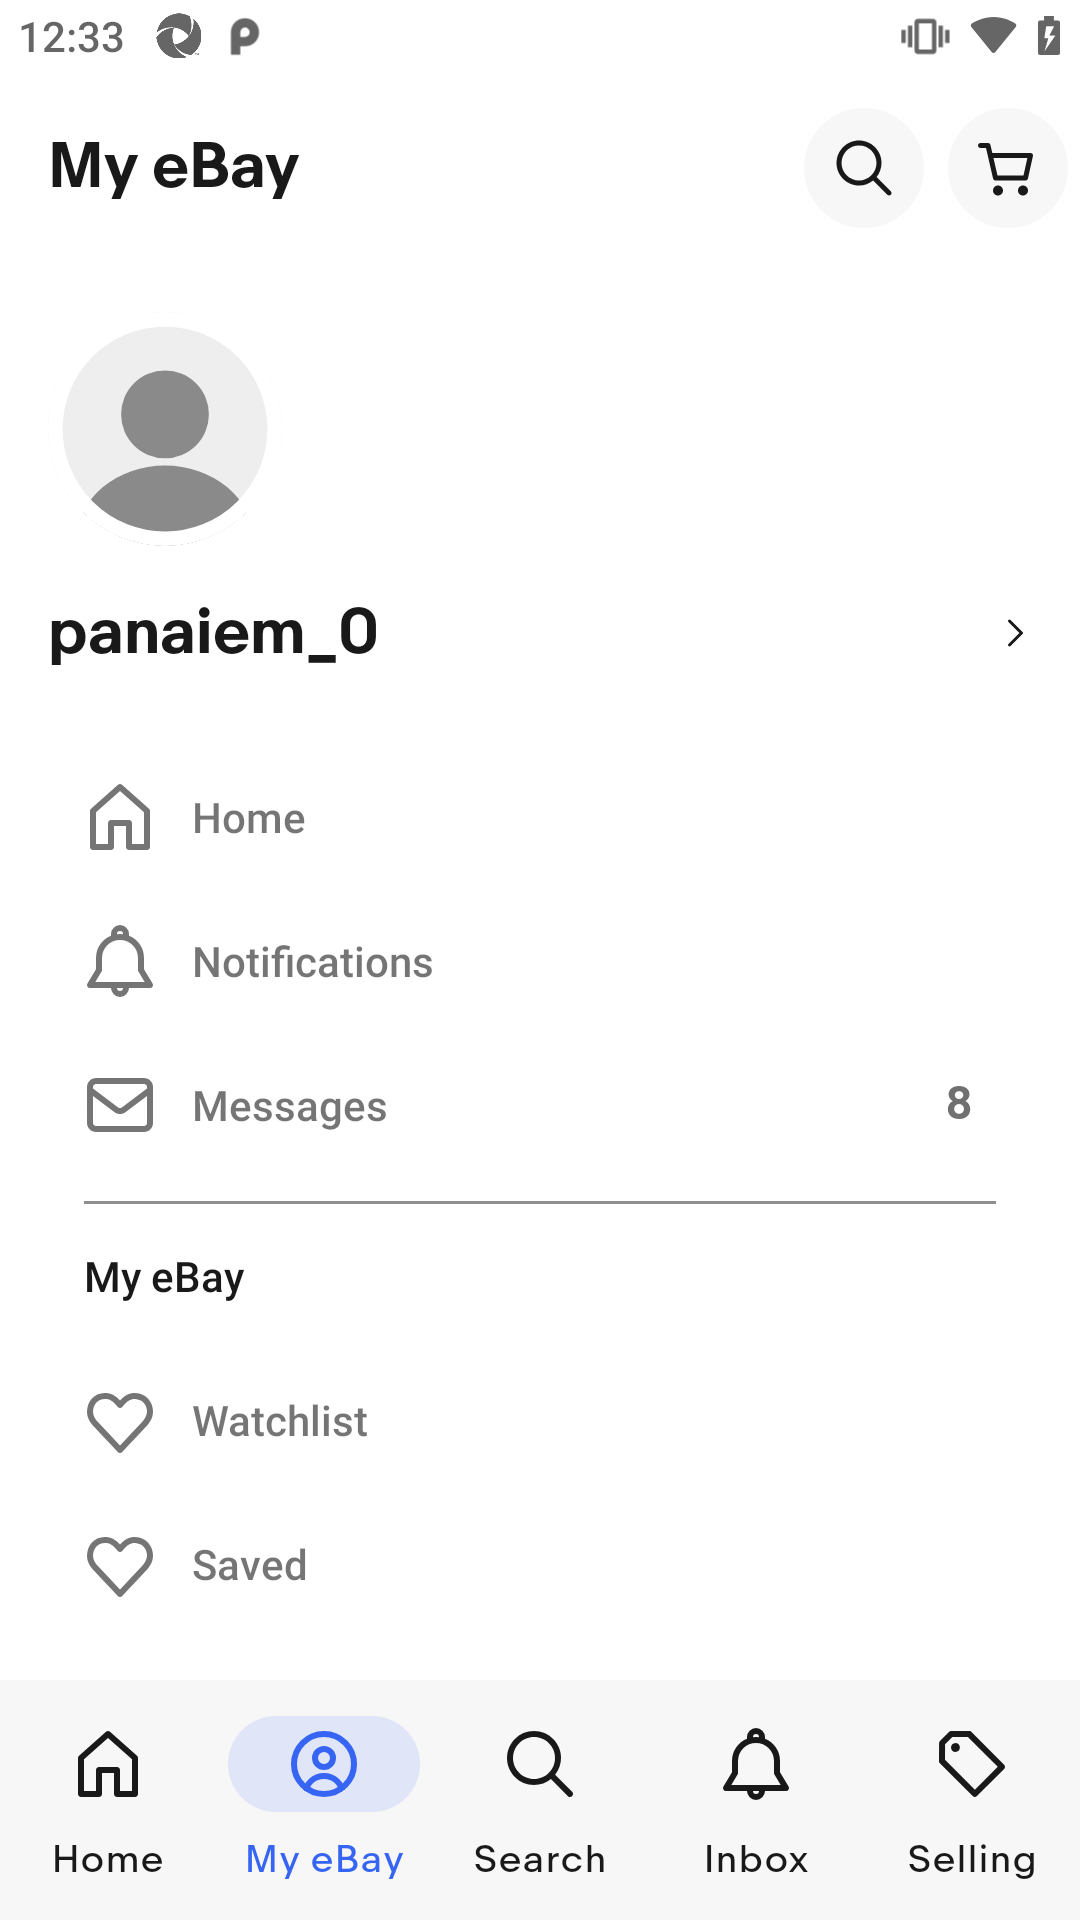 12:33
My eBay
panaiem_0
Home
Notifications
Messages 8
My eBay
Watchlist
Saved
Home My eBay Search Inbox Selling